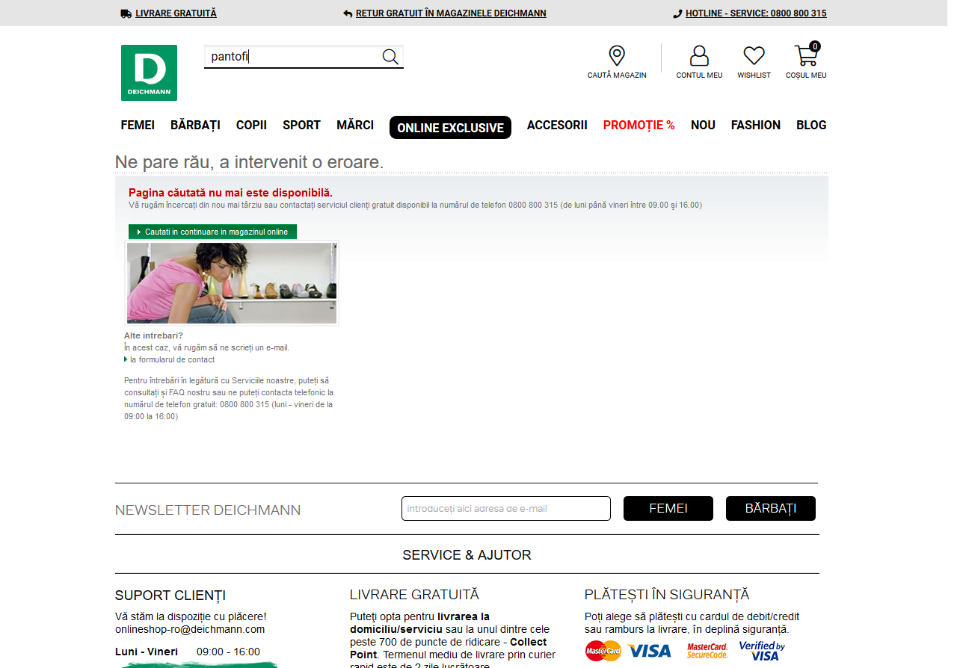 LIVRARE GRATUITĂ RETUR GRATUIT ÎN MAGAZINELE DEICHMANN HOTLINE - SERVICE: 0800 800 315
D
DEICHMANN
pantofi
0
CAUTĂ MAGAZIN CONTUL MEU WISHLIST COȘUL MEU
FEMEI BĂRBAȚI COPII SPORT MĂRCI ONLINE EXCLUSIVE ACCESORII PROMOȚIE % NOU FASHION BLOG
Ne pare rău, a intervenit o eroare.
Pagina căutată nu mai este disponibilă.
Vă rugăm încercați din nou mai târziu sau contactați serviciul clienți gratuit disponibil la numărul de telefon 0800 800 315 (de luni până vineri între 09.00 şi 16.00)
Cautati in continuare in magazinul online
Alte intrebari?
În acest caz, vă rugăm să ne scrieți un e-mail.
la formularul de contact
Pentru întrebări în legătură cu Serviciile noastre, puteți să
consultați și FAQ nostru sau ne puteți contacta telefonic la
numărul de telefon gratuit: 0800 800 315 (luni - vineri de la
09:00 la 16:00)
NEWSLETTER DEICHMANN introduceți aici adresa de e-mail FEMEI BĂRBAȚI
SERVICE & AJUTOR
SUPORT CLIENȚI
Vă stăm la dispoziție cu plăcere!
onlineshop-ro@deichmann.com
Luni - Vineri 09:00 - 16:00
LIVRARE GRATUITĂ
Puteţi opta pentru livrarea la
domiciliu/serviciu sau la unul dintre cele
peste 700 de puncte de ridicare - Collect
Point. Termenul mediu de livrare prin curier
rapid este de 2 zile lucrătoare.
PLĂTEȘTI ÎN SIGURANȚĂ
Poți alege să plătești cu cardul de debit/credit
sau ramburs la livrare, în deplină siguranță.
MasterCard VISA MasterCard. SecureCode Verified by VISA